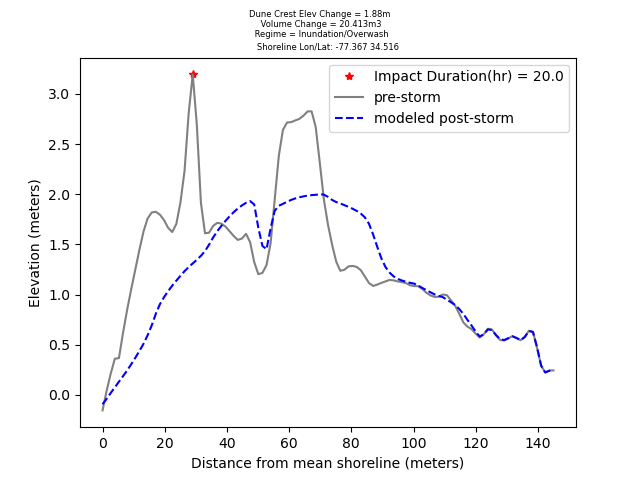 Dune Crest Elev Change = 1.88m
Volume Change = 20.413m3
Regime = Inundation/Overwash
Shoreline Lon/Lat: -77.367 34.516
Impact Duration(hr) = 20.0
pre-storm
modeled post-storm
Elevation (meters)
3.0
2.5
2.0
1.5
1.0
0.5
0.0
0 20 40 60 80 100 120 140
Distance from mean shoreline (meters)